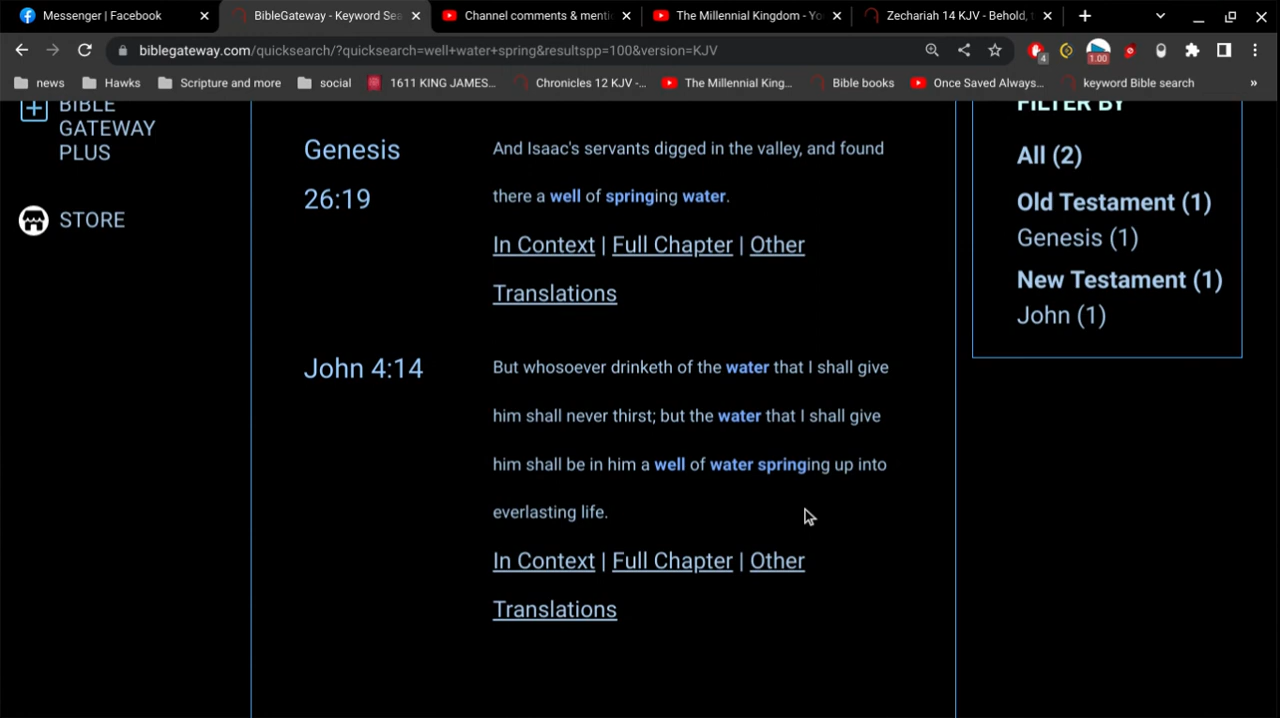 Messenger | Facebook
BibleGateway - Keyword Sea
Channel comments & menti
The Millennial Kingdom - Yo
Zechariah 14 KJV - Behold, t
biblegateway.com/quicksearch/?quicksearch=well+water+spring&resultspp=100&version=KJV
4
1.00
news
Hawks
Scripture and more
social
1611 KING JAMES...
Chronicles 12 KJV -...
The Millennial King...
Bible books
Once Saved Always...
keyword Bible search
»
BIBLE
GATEWAY
PLUS
STORE
Genesis
26:19
And Isaac's servants digged in the valley, and found
there a well of springing water.
In Context | Full Chapter | Other
Translations
John 4:14
But whosoever drinketh of the water that I shall give
him shall never thirst; but the water that I shall give
him shall be in him a well of water springing up into
everlasting life.
In Context | Full Chapter | Other
Translations
FILTER BY
All (2)
Old Testament (1)
Genesis (1)
New Testament (1)
John (1)